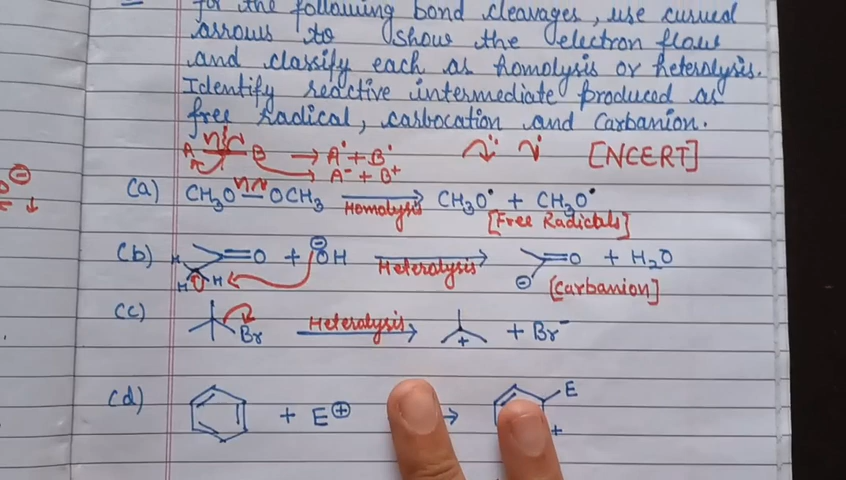 for the following bond cleavages, use curved
arrows to show the electron flow
and classify each as homolysis or heterolysis.
Identify reactive intermediate produced as
free radical, carbocation and Carbanion.
A B → A• + B• [NCERT]
→ A⁻ + B⁺
(a) CH₃O—OCH₃ Homolysis → CH₃O• + CH₃O•
[Free Radicals]
(b) H H H =O + ⊖OH Heterolysis → ⊖ =O + H₂O
[Carbanion]
(c) Br Heterolysis → + + Br⁻
(d) + E⊕ → E +